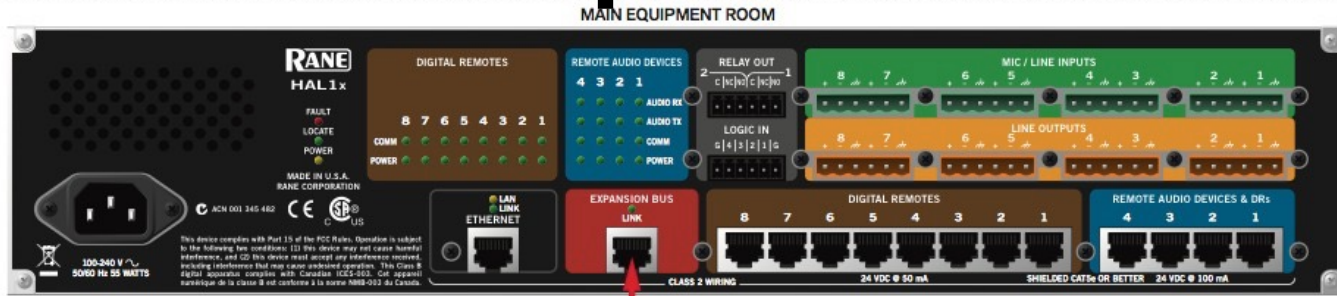 MAIN EQUIPMENT ROOM
RANE
HAL1x
FAULT
LOCATE
POWER
MADE IN U.S.A.
RANE CORPORATION
ACN 001 345 482
CE
C US
100-240 V
50/60 Hz 55 WATTS
This device complies with Part 15 of the FCC Rules. Operation is subject
to the following two conditions: (1) this device may not cause harmful
interference, and (2) this device must accept any interference received,
including interference that may cause undesired operation. This Class B
digital apparatus complies with Canadian ICES-003. Cet appareil
numérique de la classe B est conforme à la norme NMB-003 du Canada.
DIGITAL REMOTES
8 7 6 5 4 3 2 1
COMM
POWER
REMOTE AUDIO DEVICES
4 3 2 1
AUDIO RX
AUDIO TX
COMM
POWER
RELAY OUT
2 1
C NC NO C NC NO
LOGIC IN
G 4 3 2 1 G
MIC / LINE INPUTS
8 7 6 5 4 3 2 1
LINE OUTPUTS
8 7 6 5 4 3 2 1
LAN
LINK
ETHERNET
EXPANSION BUS
LINK
DIGITAL REMOTES
8 7 6 5 4 3 2 1
REMOTE AUDIO DEVICES & DRs
4 3 2 1
CLASS 2 WIRING
24 VDC @ 50 mA
SHIELDED CAT5e OR BETTER
24 VDC @ 100 mA